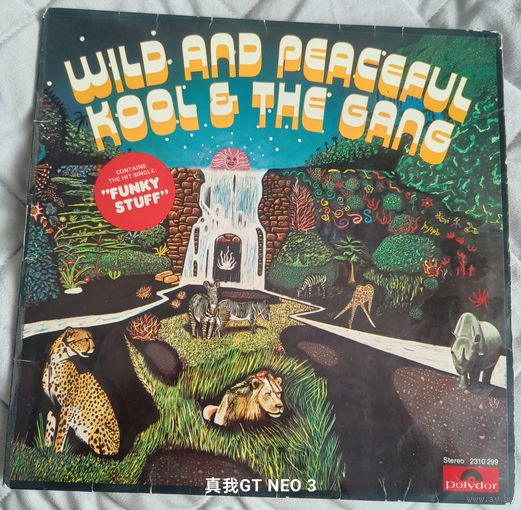 WILD AND PEACEFUL
KOOL & THE GANG
CONTAINS
THE HIT SINGLE:
"FUNKY
STUFF"
Stereo 2310 299
polydor
真我GT NEO 3